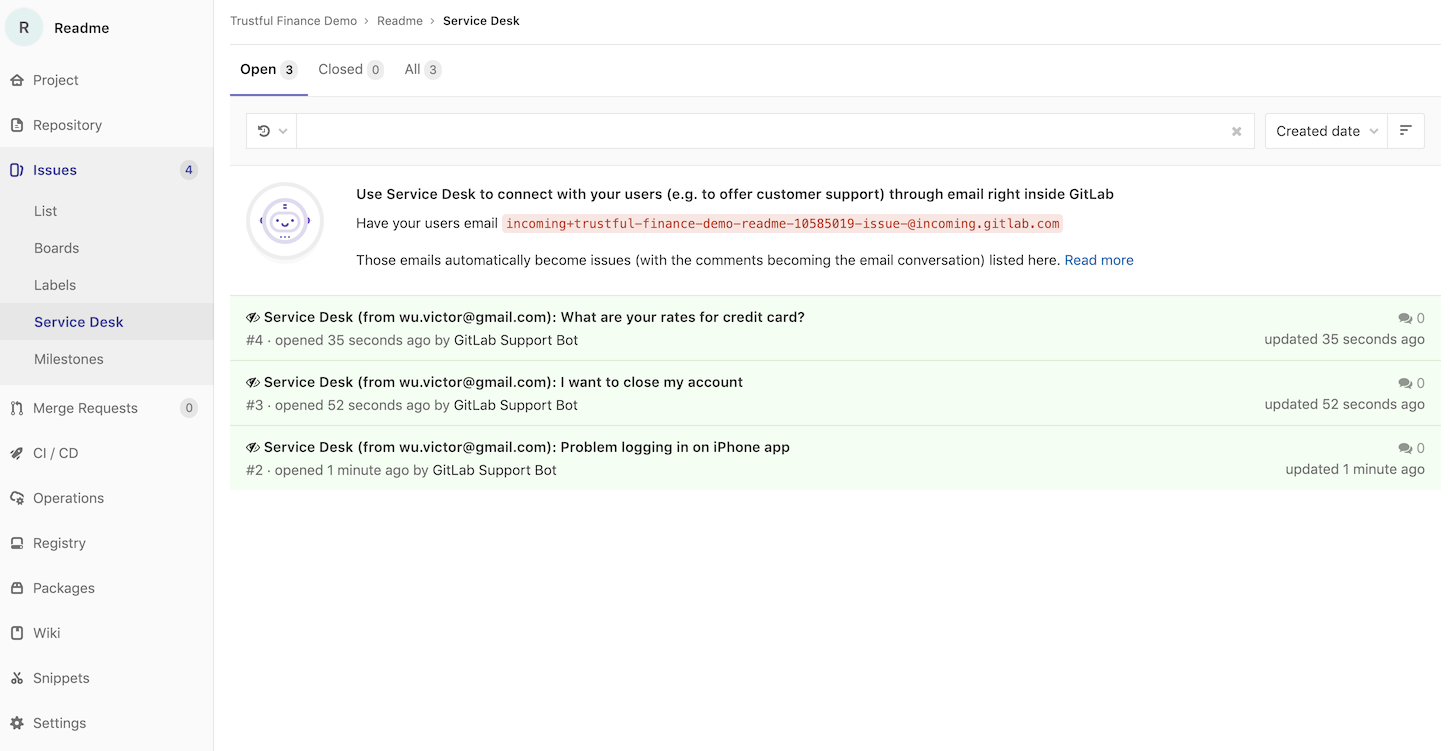 R Readme
Project
Repository
Issues 4
List
Boards
Labels
Service Desk
Milestones
Merge Requests 0
CI / CD
Operations
Registry
Packages
Wiki
Snippets
Settings
Trustful Finance Demo › Readme › Service Desk
Open 3 Closed 0 All 3
Created date
Use Service Desk to connect with your users (e.g. to offer customer support) through email right inside GitLab
Have your users email incoming+trustful-finance-demo-readme-10585019-issue-@incoming.gitlab.com
Those emails automatically become issues (with the comments becoming the email conversation) listed here. Read more
Service Desk (from wu.victor@gmail.com): What are your rates for credit card? 0
#4 · opened 35 seconds ago by GitLab Support Bot updated 35 seconds ago
Service Desk (from wu.victor@gmail.com): I want to close my account 0
#3 · opened 52 seconds ago by GitLab Support Bot updated 52 seconds ago
Service Desk (from wu.victor@gmail.com): Problem logging in on iPhone app 0
#2 · opened 1 minute ago by GitLab Support Bot updated 1 minute ago